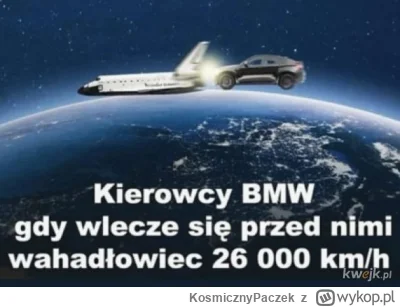 Kierowcy BMW
gdy wlecze się przed nimi
wahadłowiec 26 000 km/h
kwejk.pl
KosmicznyPaczek z wykop.pl